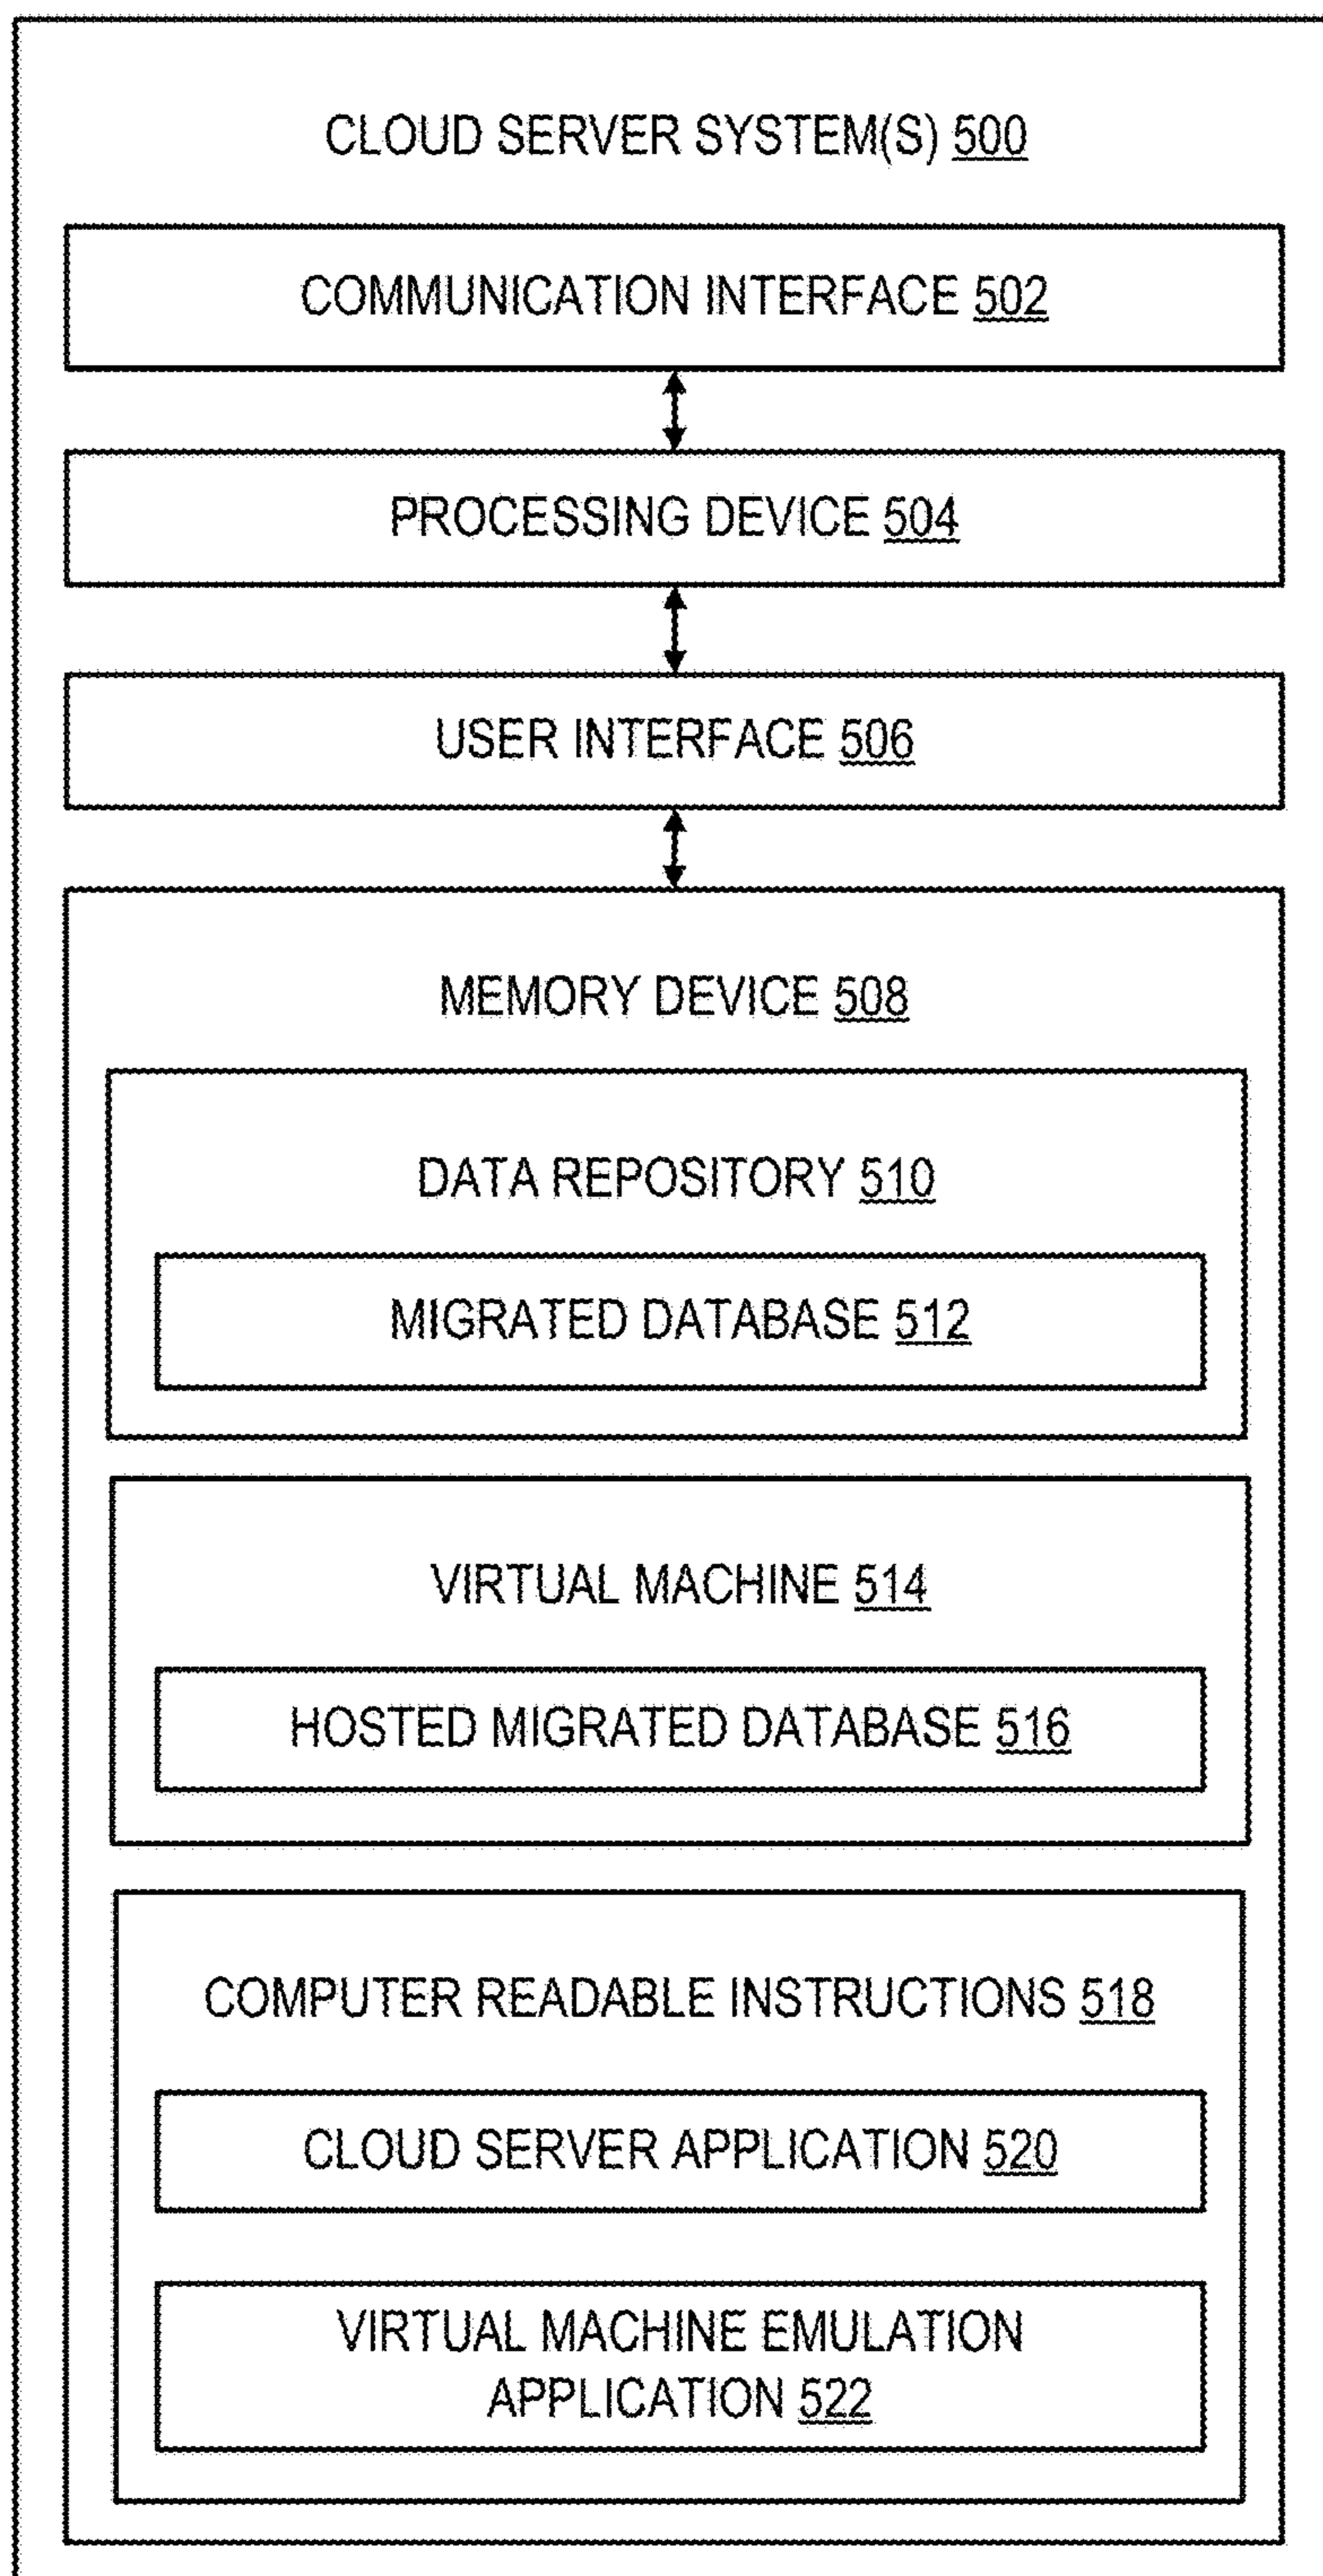 CLOUD SERVER SYSTEM(S) 500
COMMUNICATION INTERFACE 502
PROCESSING DEVICE 504
USER INTERFACE 506
MEMORY DEVICE 508
DATA REPOSITORY 510
MIGRATED DATABASE 512
VIRTUAL MACHINE 514
HOSTED MIGRATED DATABASE 516
COMPUTER READABLE INSTRUCTIONS 518
CLOUD SERVER APPLICATION 520
VIRTUAL MACHINE EMULATION
APPLICATION 522